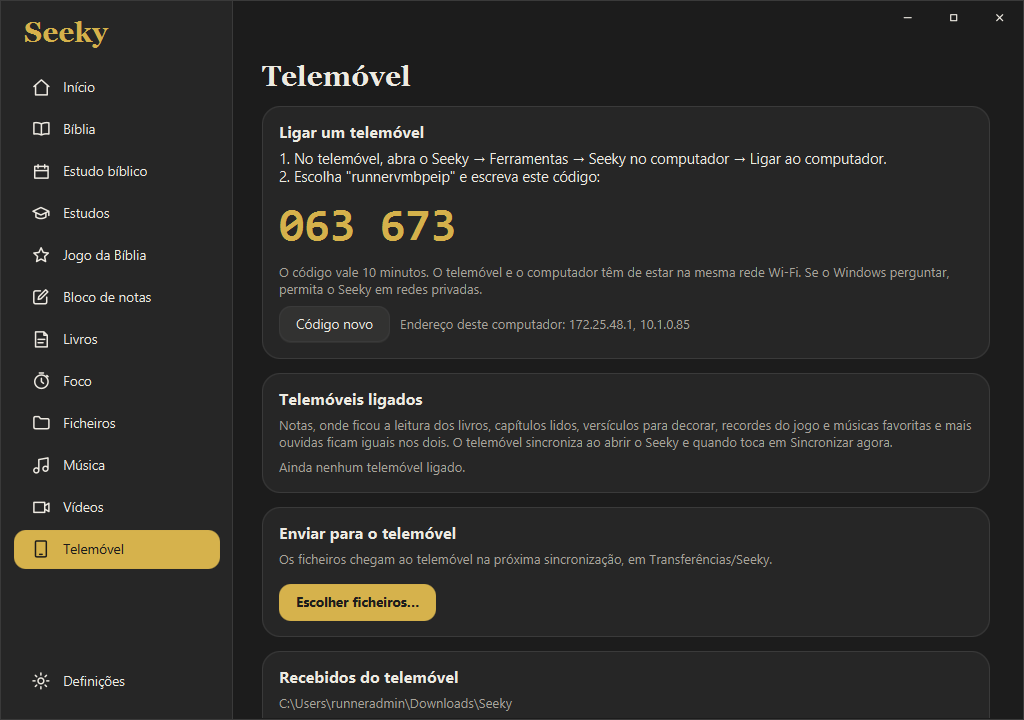 Seeky
Início
Bíblia
Estudo bíblico
Estudos
Jogo da Bíblia
Bloco de notas
Livros
Foco
Ficheiros
Música
Vídeos
Telemóvel
Definições
Telemóvel
Ligar um telemóvel
1. No telemóvel, abra o Seeky → Ferramentas → Seeky no computador → Ligar ao computador.
2. Escolha "runnervmbpeip" e escreva este código:
063 673
O código vale 10 minutos. O telemóvel e o computador têm de estar na mesma rede Wi-Fi. Se o Windows perguntar,
permita o Seeky em redes privadas.
Código novo
Endereço deste computador: 172.25.48.1, 10.1.0.85
Telemóveis ligados
Notas, onde ficou a leitura dos livros, capítulos lidos, versículos para decorar, recordes do jogo e músicas favoritas e mais
ouvidas ficam iguais nos dois. O telemóvel sincroniza ao abrir o Seeky e quando toca em Sincronizar agora.
Ainda nenhum telemóvel ligado.
Enviar para o telemóvel
Os ficheiros chegam ao telemóvel na próxima sincronização, em Transferências/Seeky.
Escolher ficheiros...
Recebidos do telemóvel
C:\Users\runneradmin\Downloads\Seeky